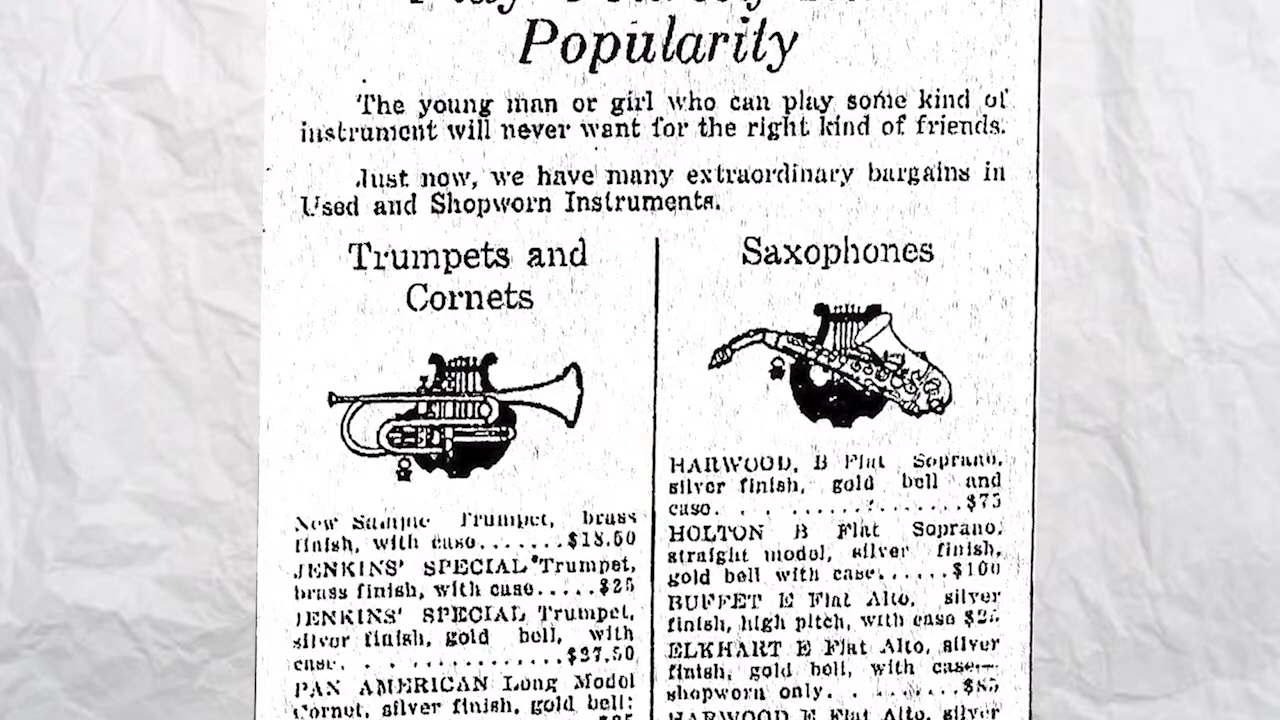 Popularity
The young man or girl who can play some kind of
instrument will never want for the right kind of friends.
Just now, we have many extraordinary bargains in
Used and Shopworn Instruments.
Trumpets and
Cornets
New Sample Trumpet, brass
finish, with case.......$18.50
JENKINS' SPECIAL Trumpet,
brass finish, with case.....$25
JENKINS' SPECIAL Trumpet,
silver finish, gold bell, with
case. . . ..............$37.50
PAN AMERICAN Long Model
Cornet, silver finish, gold bell;
Saxophones
HARWOOD, B Flat Soprano,
silver finish, gold bell and
case. . . ..............$75
HOLTON B Flat Soprano,
straight model, silver finish,
gold bell with case.......$100
BUFFET E Flat Alto, silver
finish, high pitch, with case
ELKHART E Flat Alto, silver
finish, gold bell, with case—
shopworn only. . ........$85
HARWOOD E Flat Alto, silver